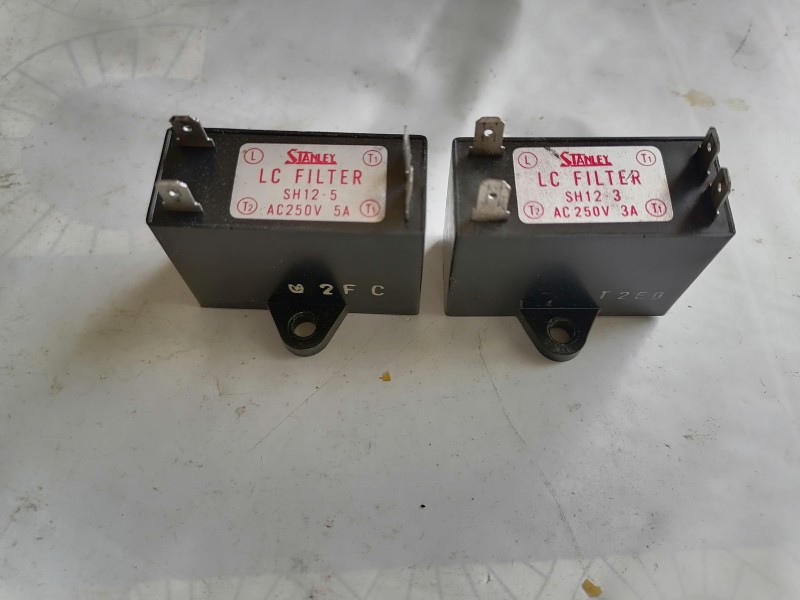 L STANLEY T1
LC FILTER
SH12-5
T2 AC250V 5A T1
2FC
L STANLEY T1
LC FILTER
SH12-3
T2 AC250V 3A T1